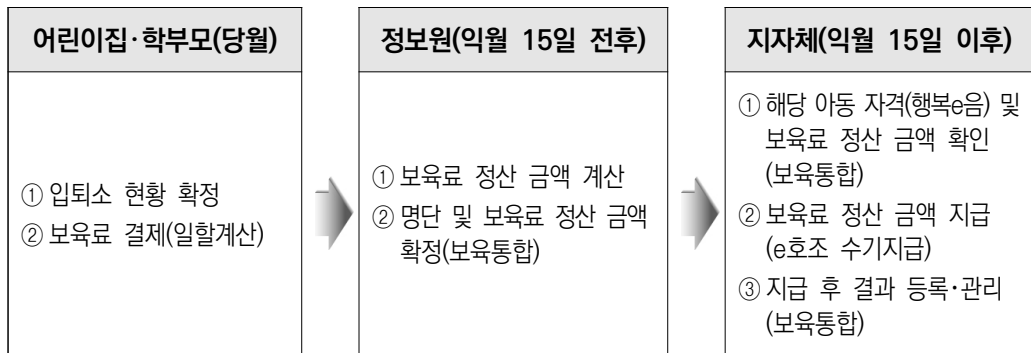 어린이집·학부모(당월)
① 입퇴소 현황 확정
② 보육료 결제(일할계산)
정보원(익월 15일 전후)
① 보육료 정산 금액 계산
② 명단 및 보육료 정산 금액
확정(보육통합)
지자체(익월 15일 이후)
① 해당 아동 자격(행복e음) 및
보육료 정산 금액 확인
(보육통합)
② 보육료 정산 금액 지급
(e호조 수기지급)
③ 지급 후 결과 등록·관리
(보육통합)